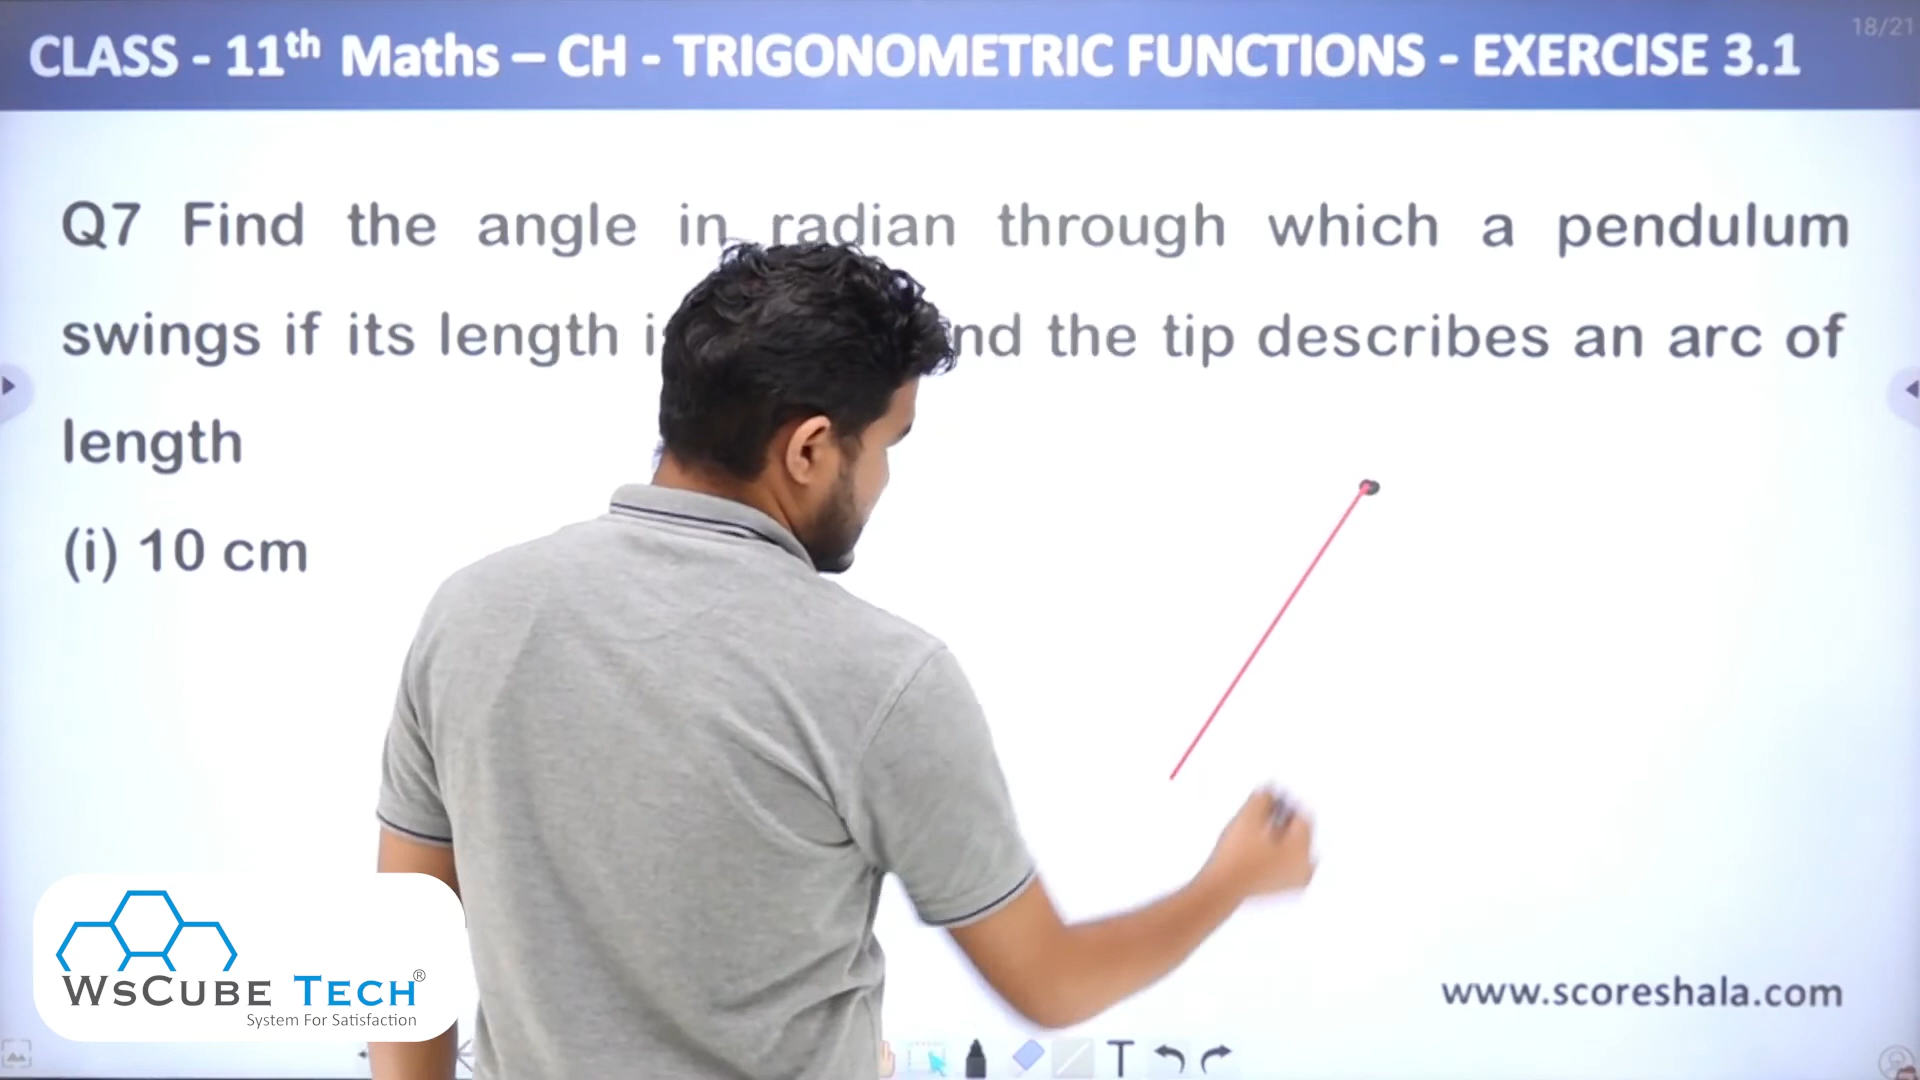 18/21
CLASS - 11th Maths – CH - TRIGONOMETRIC FUNCTIONS - EXERCISE 3.1
Q7 Find the angle in radian through which a pendulum
swings if its length nd the tip describes an arc of
length
(i) 10 cm
WSCUBE TECH®
System For Satisfaction
www.scoreshala.com
T